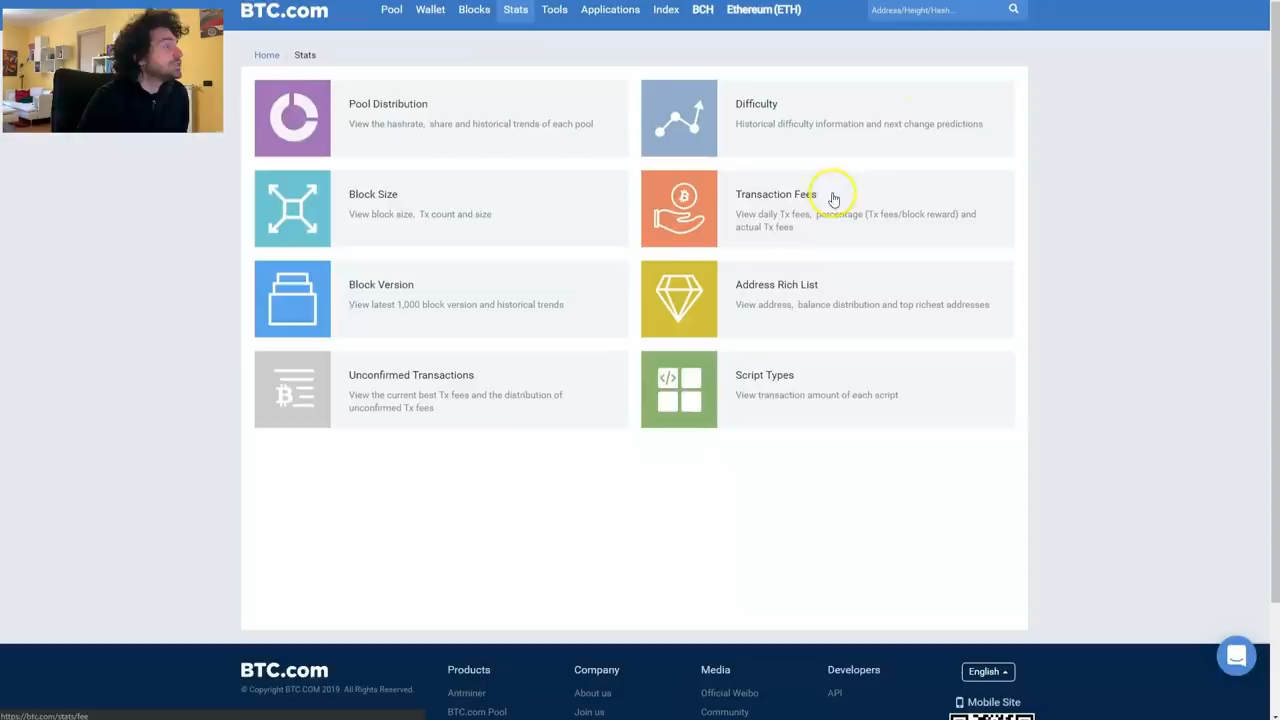 BTC.com
Pool Wallet Blocks Stats Tools Applications Index BCH Ethereum (ETH)
Address/Height/Hash...
Home Stats
Pool Distribution
View the hashrate, share and historical trends of each pool
Difficulty
Historical difficulty information and next change predictions
Block Size
View block size, Tx count and size
Transaction Fees
View daily Tx fees, percentage (Tx fees/block reward) and
actual Tx fees
Block Version
View latest 1,000 block version and historical trends
Address Rich List
View address, balance distribution and top richest addresses
Unconfirmed Transactions
View the current best Tx fees and the distribution of
unconfirmed Tx fees
Script Types
View transaction amount of each script
BTC.com
© Copyright BTC.COM 2019 All Rights Reserved.
Products
Antminer
BTC.com Pool
Company
About us
Join us
Media
Official Weibo
Community
Developers
API
English
Mobile Site
https://btc.com/stats/fee